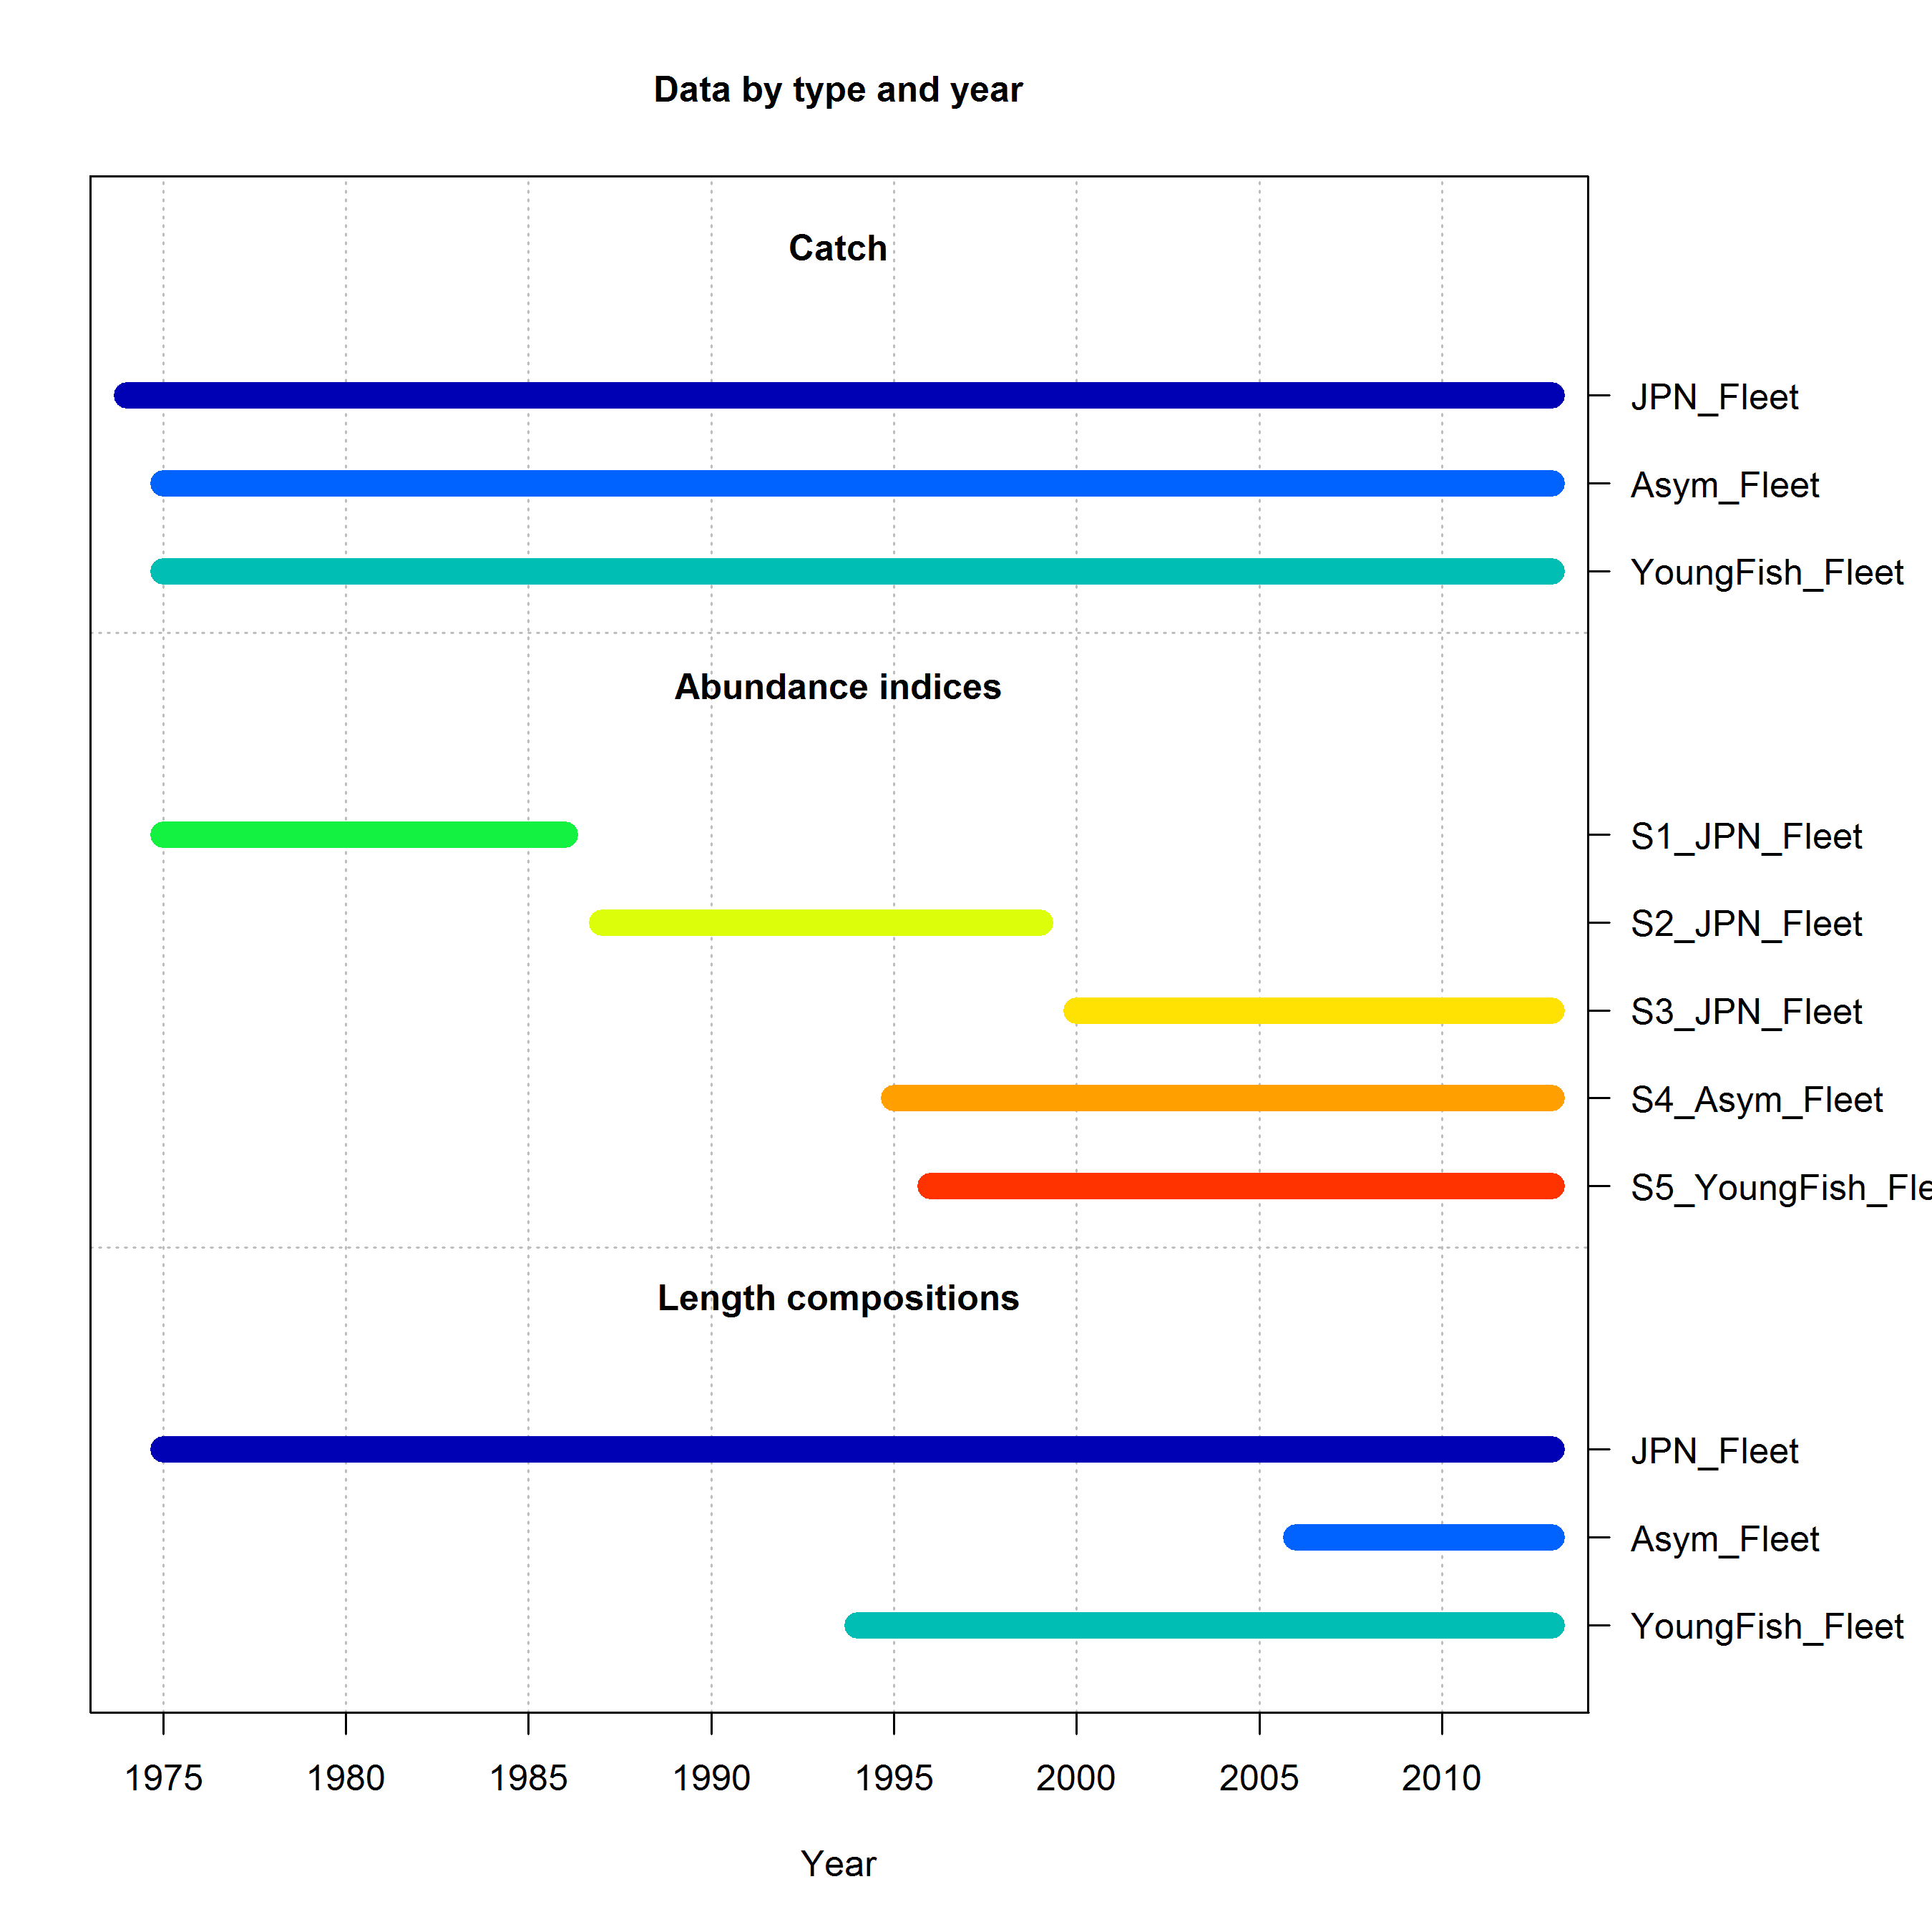 Data by type and year
Catch
JPN_Fleet
Asym_Fleet
YoungFish_Fleet
Abundance indices
S1_JPN_Fleet
S2_JPN_Fleet
S3_JPN_Fleet
S4_Asym_Fleet
S5_YoungFish_Fle
Length compositions
JPN_Fleet
Asym_Fleet
YoungFish_Fleet
1975 1980 1985 1990 1995 2000 2005 2010
Year